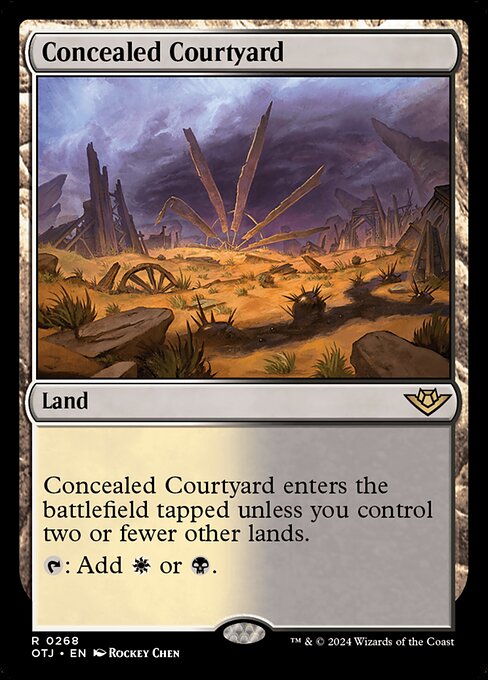 Concealed Courtyard
Land
Concealed Courtyard enters the
battlefield tapped unless you control
two or fewer other lands.
: Add or .
R 0268
™ & © 2024 Wizards of the Coast
OTJ • EN Rockey Chen